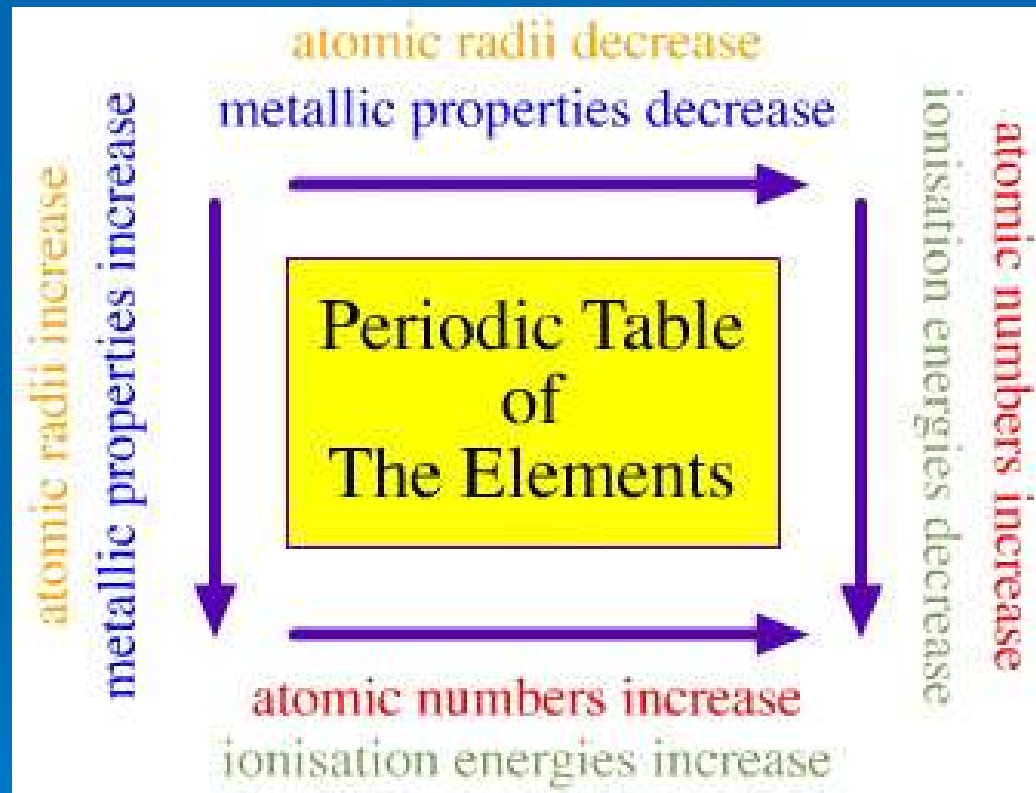 atomic radii decrease
metallic properties decrease
atomic radii increase
metallic properties increase
Periodic Table
of
The Elements
ionisation energies decrease
atomic numbers increase
atomic numbers increase
ionisation energies increase